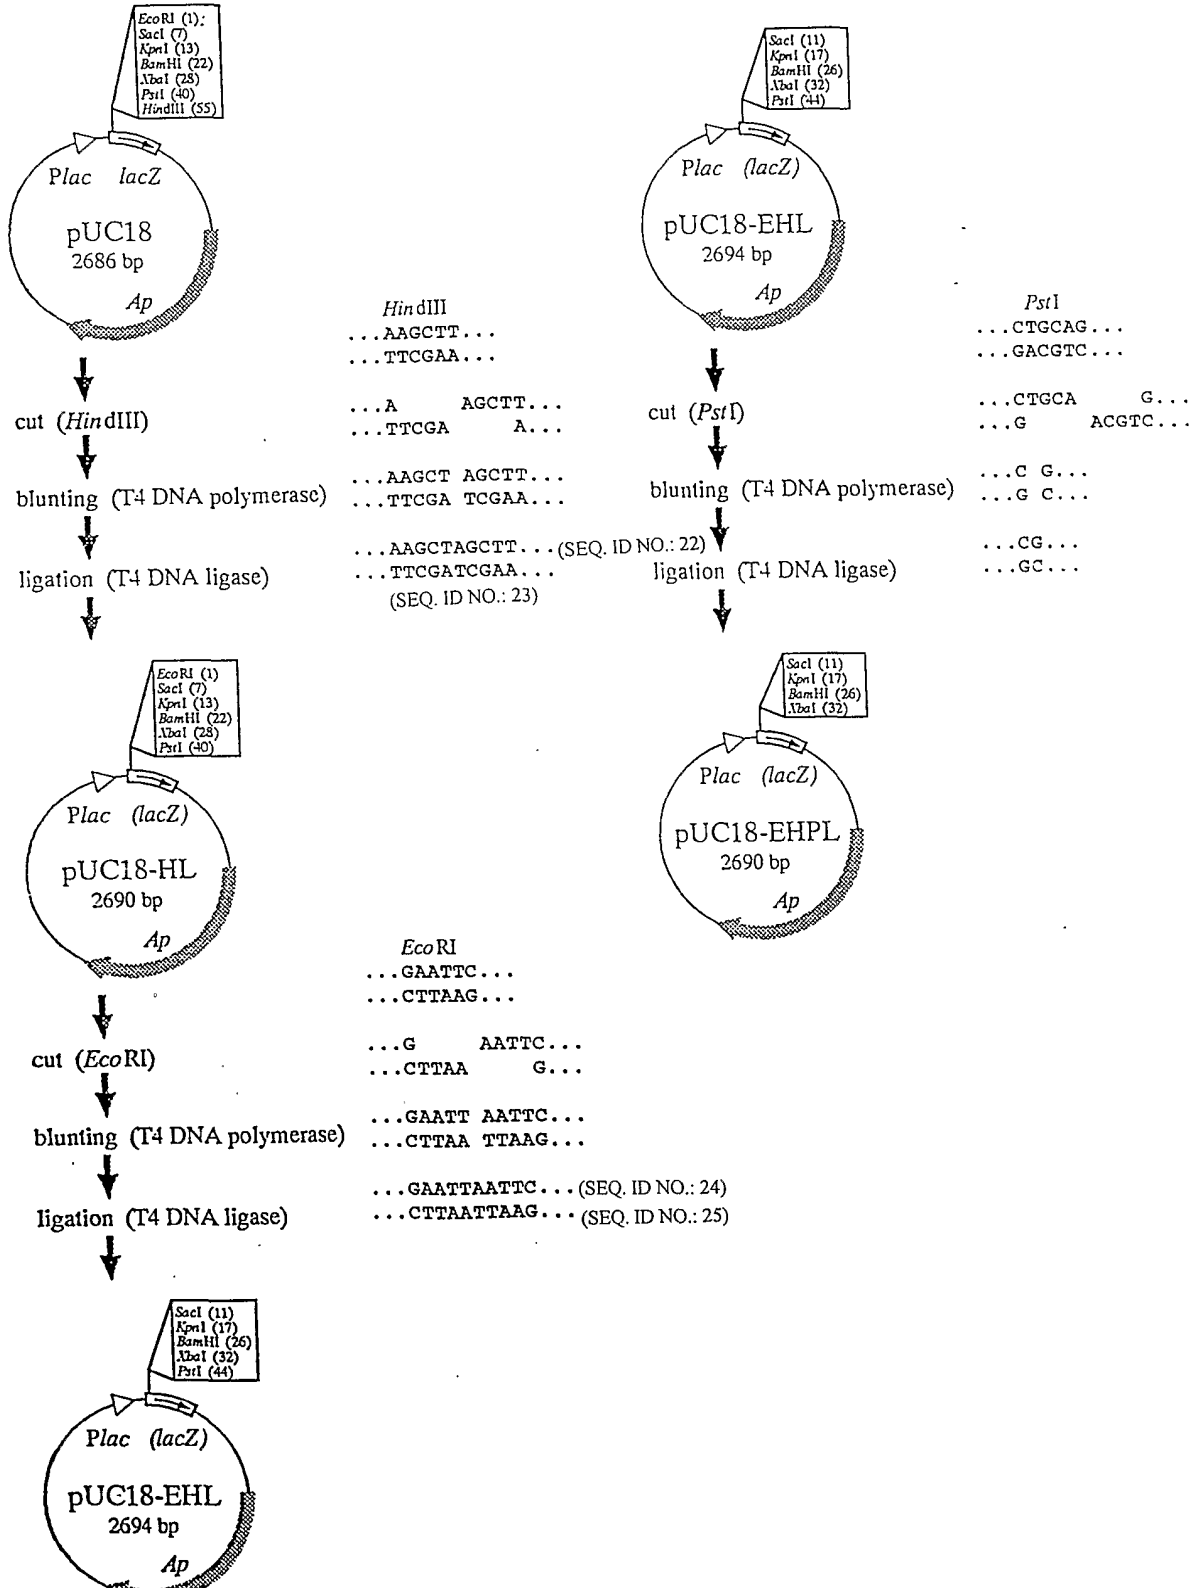 EcoRI (1);
SacI (7)
KpnI (13)
BamHI (22)
XbaI (28)
PstI (40)
HindIII (55)
Plac lacZ
pUC18
2686 bp
Ap
HindIII
...AAGCTT...
...TTCGAA...
cut (HindIII)
...A AGCTT...
...TTCGA A...
blunting (T4 DNA polymerase)
...AAGCT AGCTT...
...TTCGA TCGAA...
ligation (T4 DNA ligase)
...AAGCTAGCTT... (SEQ. ID NO.: 22)
...TTCGATCGAA...
(SEQ. ID NO.: 23)
EcoRI (1)
SacI (7)
KpnI (13)
BamHI (22)
XbaI (28)
PstI (40)
Plac (lacZ)
pUC18-HL
2690 bp
Ap
EcoRI
...GAATTC...
...CTTAAG...
cut (EcoRI)
...G AATTC...
...CTTAA G...
blunting (T4 DNA polymerase)
...GAATT AATTC...
...CTTAA TTAAG...
ligation (T4 DNA ligase)
...GAATTAATTC... (SEQ. ID NO.: 24)
...CTTAATTAAG... (SEQ. ID NO.: 25)
SacI (11)
KpnI (17)
BamHI (26)
XbaI (32)
PstI (44)
Plac (lacZ)
pUC18-EHL
2694 bp
Ap
SacI (11)
KpnI (17)
BamHI (26)
XbaI (32)
PstI (44)
Plac (lacZ)
pUC18-EHL
2694 bp
Ap
PstI
...CTGCAG...
...GACGTC...
cut (PstI)
...CTGCA G...
...G ACGTC...
blunting (T4 DNA polymerase)
...C G...
...G C...
ligation (T4 DNA ligase)
...CG...
...GC...
SacI (11)
KpnI (17)
BamHI (26)
XbaI (32)
Plac (lacZ)
pUC18-EHPL
2690 bp
Ap